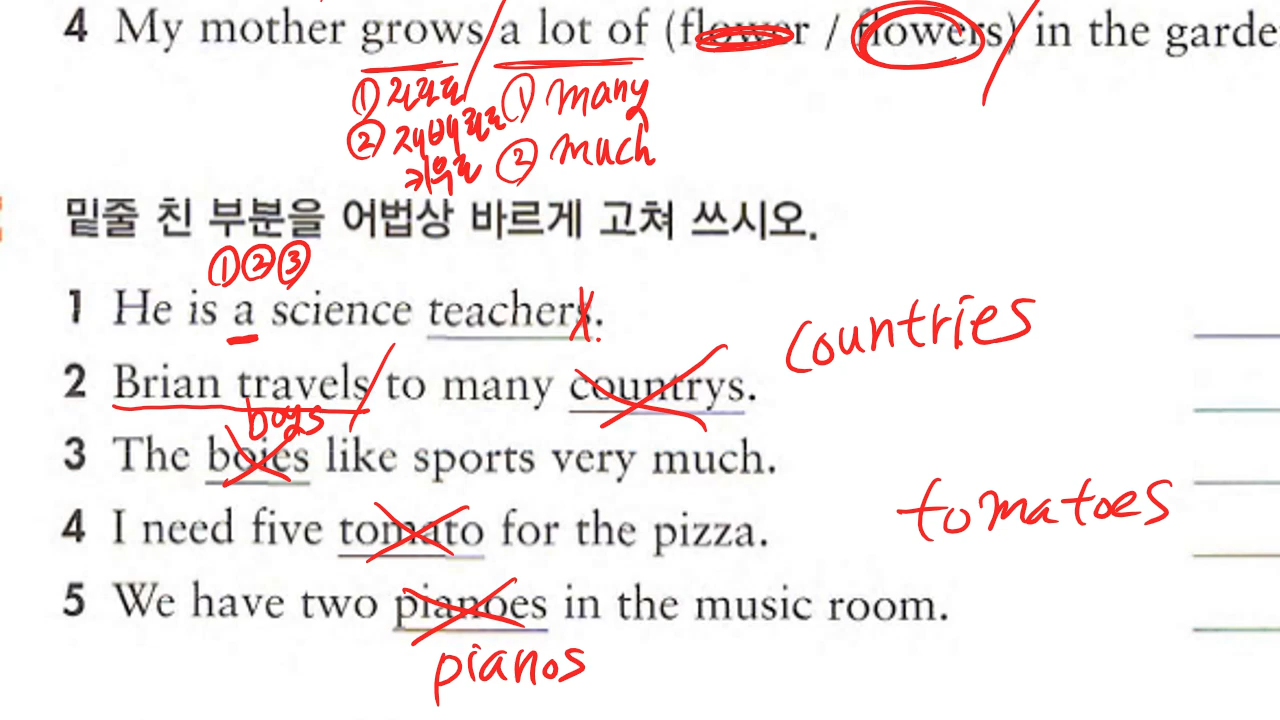 4 My mother grows a lot of (flower / flowers) in the garde
① 자라다 ① many
② 재배하다 ② much
키우다
밑줄 친 부분을 어법상 바르게 고쳐 쓰시오.
①②③
1 He is a science teachers.
countries
2 Brian travels to many countrys.
boys
3 The boies like sports very much.
tomatoes
4 I need five tomato for the pizza.
5 We have two pianoes in the music room.
pianos